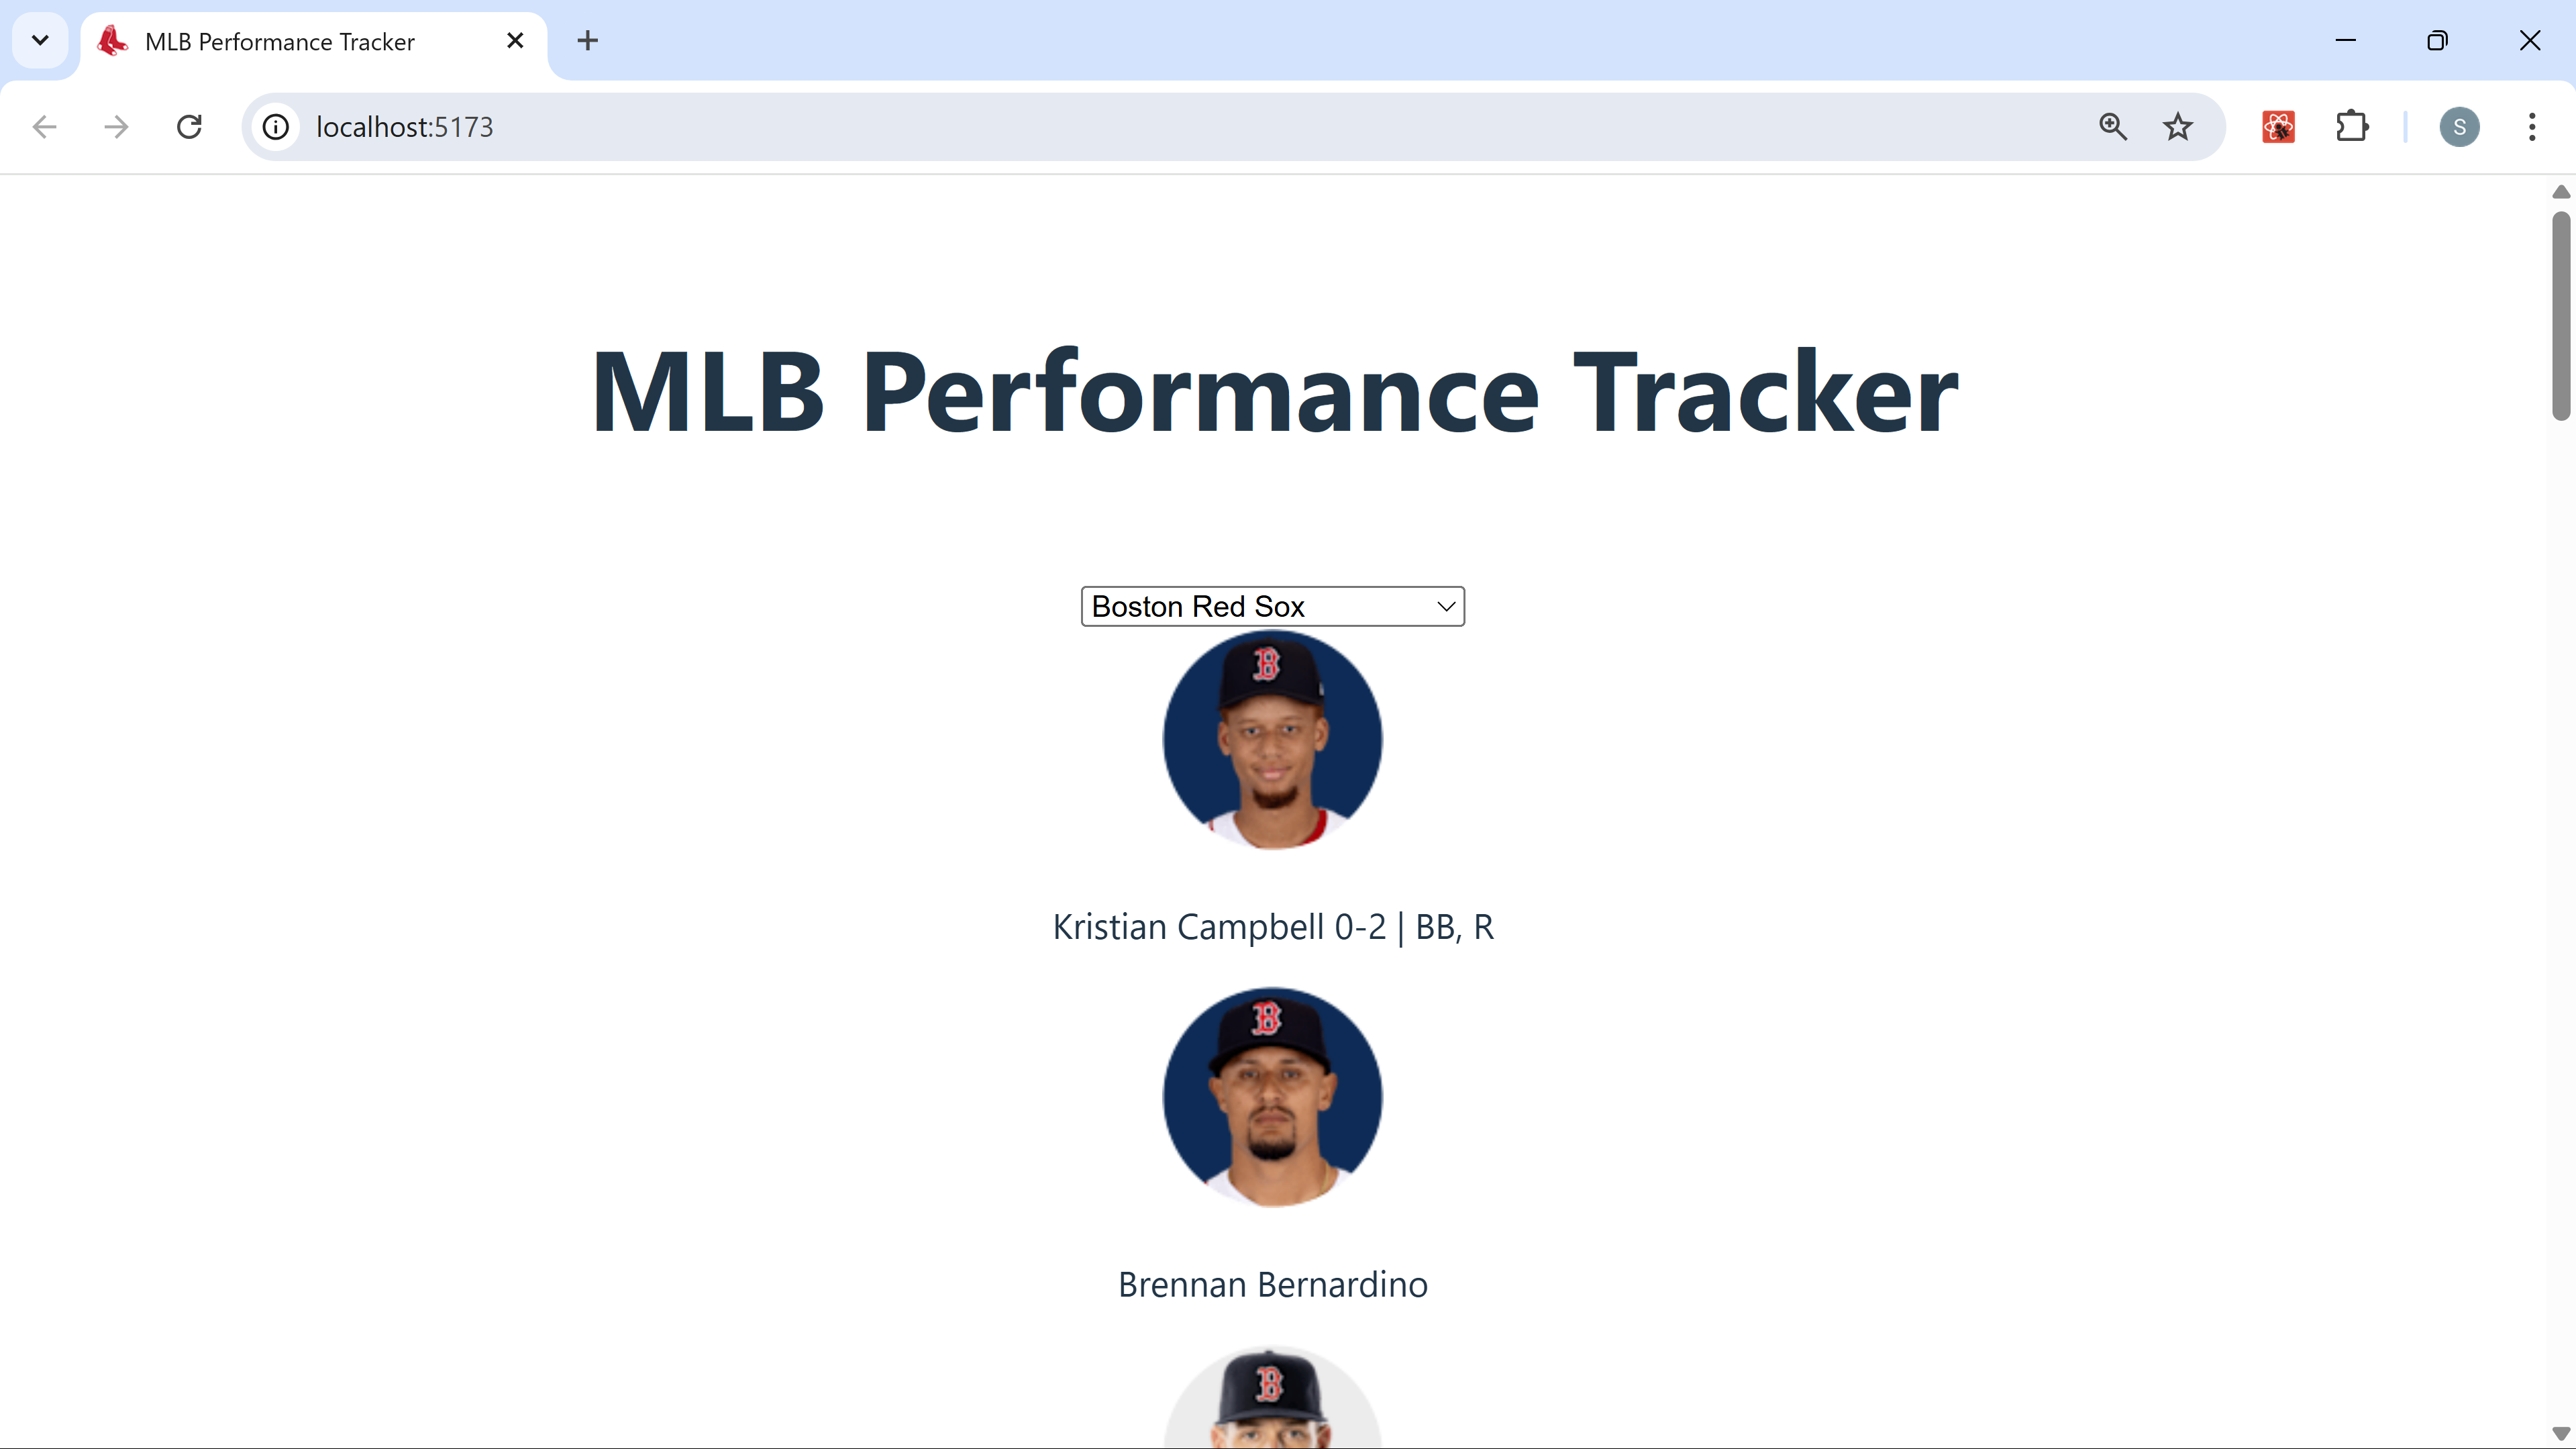 MLB Performance Tracker
localhost:5173
S
MLB Performance Tracker
Boston Red Sox
B
Kristian Campbell 0-2 | BB, R
B
Brennan Bernardino
B